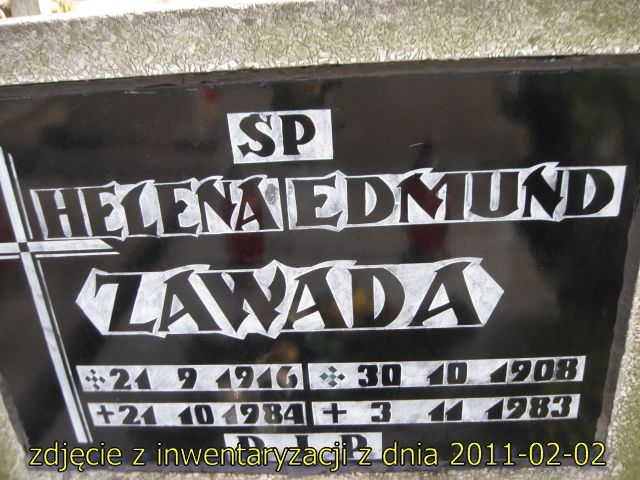 SP
HELENA EDMUND
ZAWADA
21 9 1916 30 10 1908
+21 10 1984 + 3 11 1983
D I P
zdjęcie z inwentaryzacji z dnia 2011-02-02